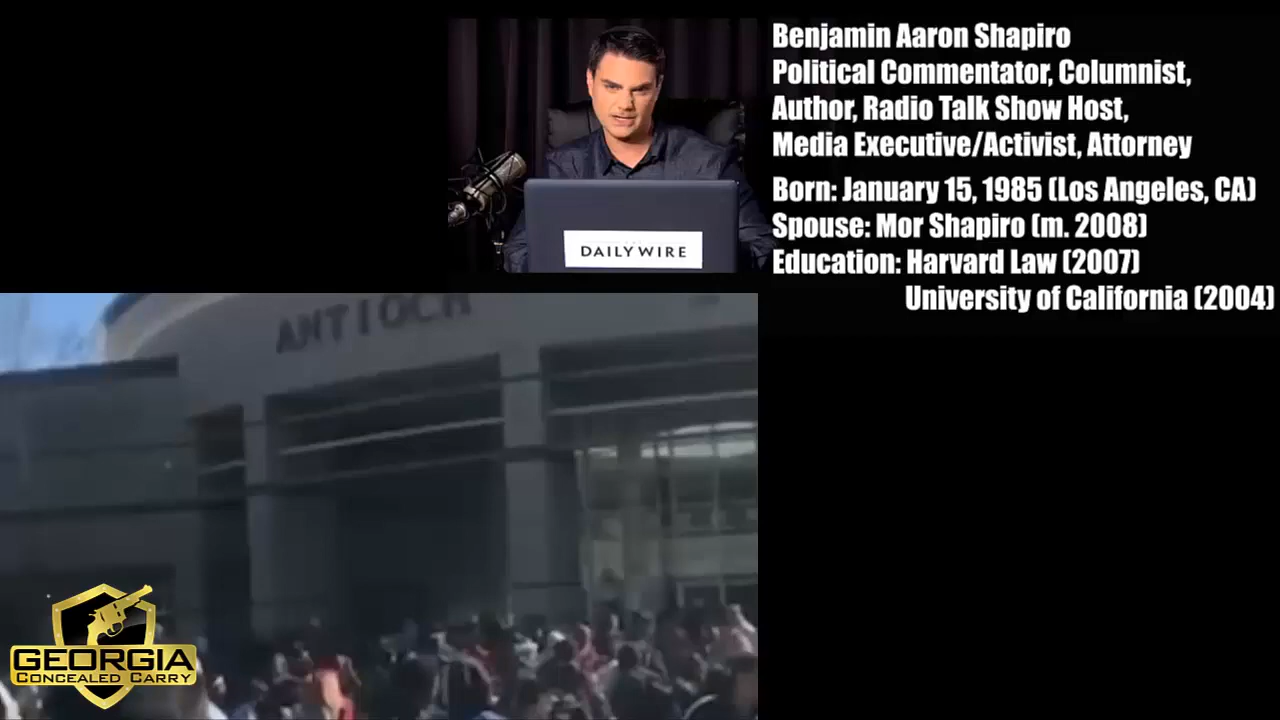 Benjamin Aaron Shapiro
Political Commentator, Columnist,
Author, Radio Talk Show Host,
Media Executive/Activist, Attorney
Born: January 15, 1985 (Los Angeles, CA)
Spouse: Mor Shapiro (m. 2008)
Education: Harvard Law (2007)
University of California (2004)
DAILYWIRE
ANTIOCH
GEORGIA
CONCEALED CARRY